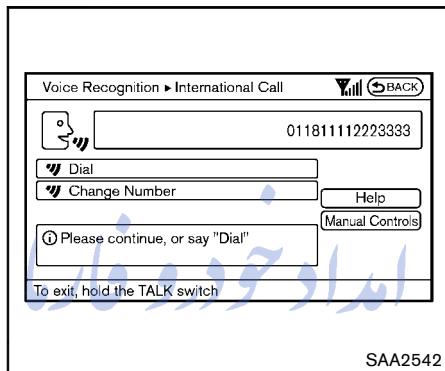 Voice Recognition ▸ International Call BACK
011811112223333
Dial
Change Number
Help
Manual Controls
Please continue, or say "Dial"
امداد خودرو فارما
To exit, hold the TALK switch
SAA2542